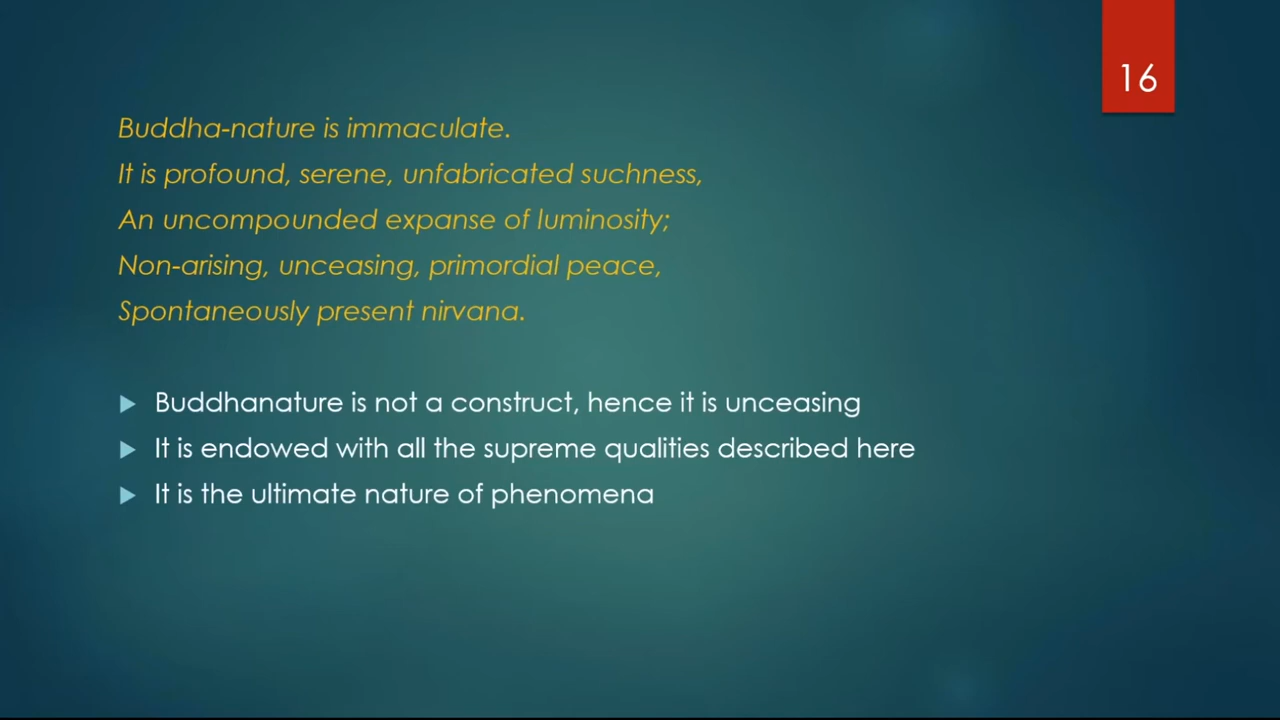 16
Buddha-nature is immaculate.
It is profound, serene, unfabricated suchness,
An uncompounded expanse of luminosity;
Non-arising, unceasing, primordial peace,
Spontaneously present nirvana.
Buddhanature is not a construct, hence it is unceasing
It is endowed with all the supreme qualities described here
It is the ultimate nature of phenomena